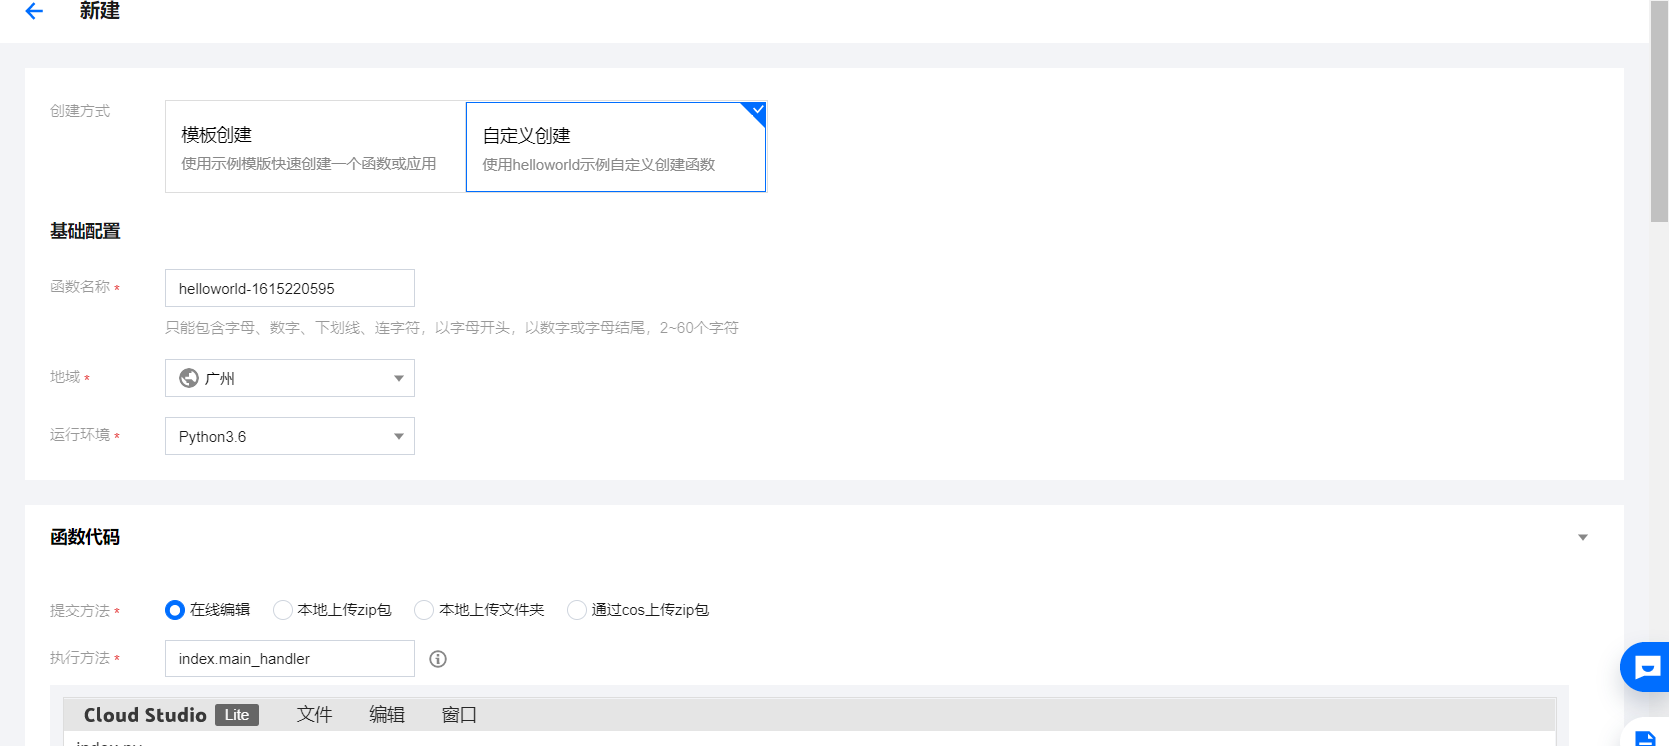 新建
创建方式
模板创建
使用示例模版快速创建一个函数或应用
自定义创建
使用helloworld示例自定义创建函数
基础配置
函数名称 *
helloworld-1615220595
只能包含字母、数字、下划线、连字符，以字母开头，以数字或字母结尾，2~60个字符
地域 *
广州
运行环境 *
Python3.6
函数代码
提交方法 *
在线编辑 本地上传zip包 本地上传文件夹 通过cos上传zip包
执行方法 *
index.main_handler
Cloud Studio Lite 文件 编辑 窗口
index.py